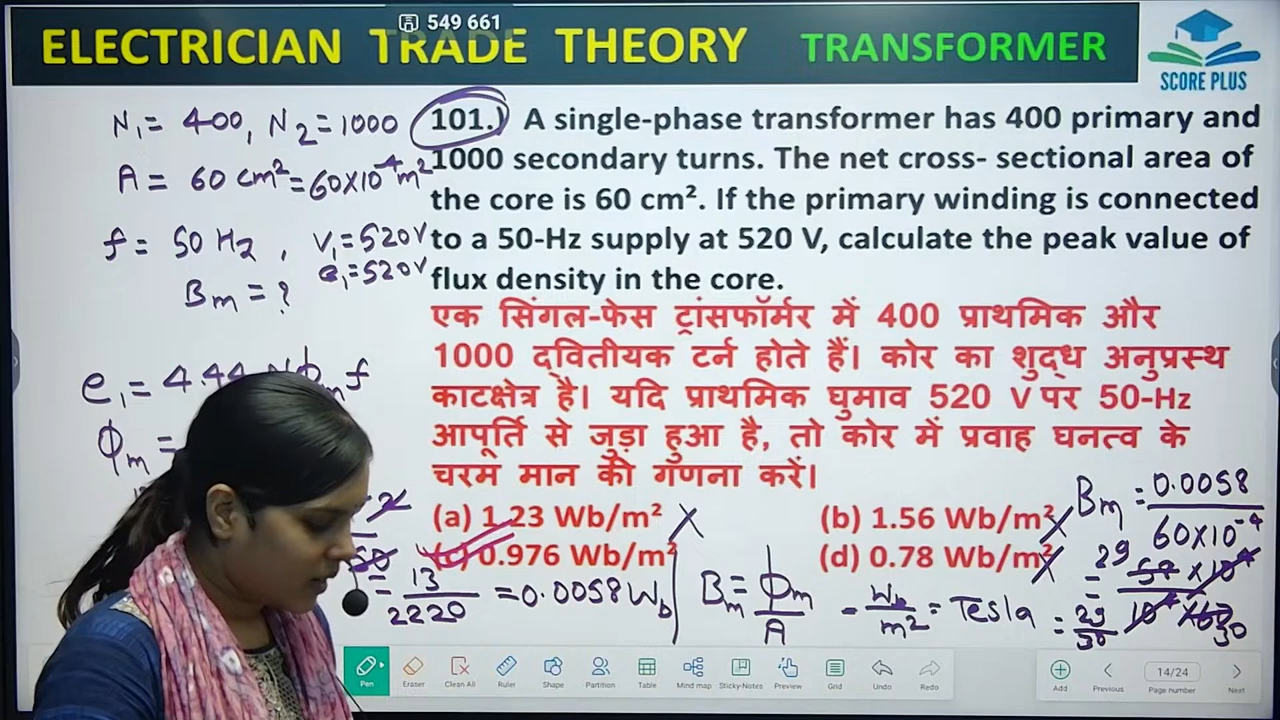 549 661
ELECTRICIAN TRADE THEORY TRANSFORMER
SCORE PLUS
N₁ = 400, N₂ = 1000
A = 60 cm² = 60×10⁻⁴ m²
f = 50 Hz, V₁ = 520V
e₁ = 520V
Bm = ?
e₁ = 4.44 N ϕm f
ϕm =
101.) A single-phase transformer has 400 primary and
1000 secondary turns. The net cross- sectional area of
the core is 60 cm². If the primary winding is connected
to a 50-Hz supply at 520 V, calculate the peak value of
flux density in the core.
एक सिंगल-फेस ट्रांसफॉर्मर में 400 प्राथमिक और
1000 द्वितीयक टर्न होते हैं। कोर का शुद्ध अनुप्रस्थ
काटक्षेत्र है। यदि प्राथमिक घुमाव 520 V पर 50-Hz
आपूर्ति से जुड़ा हुआ है, तो कोर में प्रवाह घनत्व के
चरम मान की गणना करें।
(a) 1.23 Wb/m² (b) 1.56 Wb/m²
(c) 0.976 Wb/m² (d) 0.78 Wb/m²
= 13/2220 = 0.0058 Wb
Bm = ϕm/A = Wb/m² = Tesla
Bm = 0.0058/60×10⁻⁴
= 29/30
Pen Eraser Clean All Ruler Shape Partition Table Mind map Sticky-Notes Preview Grid Undo Redo
Add Previous 14/24 Page number Next